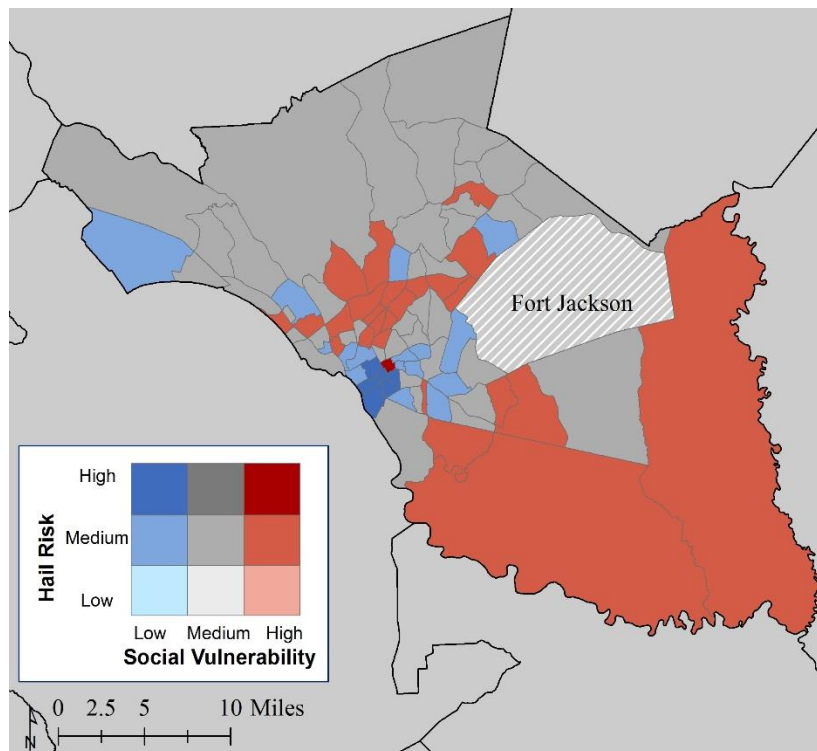 Fort Jackson
Hail Risk
High
Medium
Low
Low Medium High
Social Vulnerability
0 2.5 5 10 Miles
N